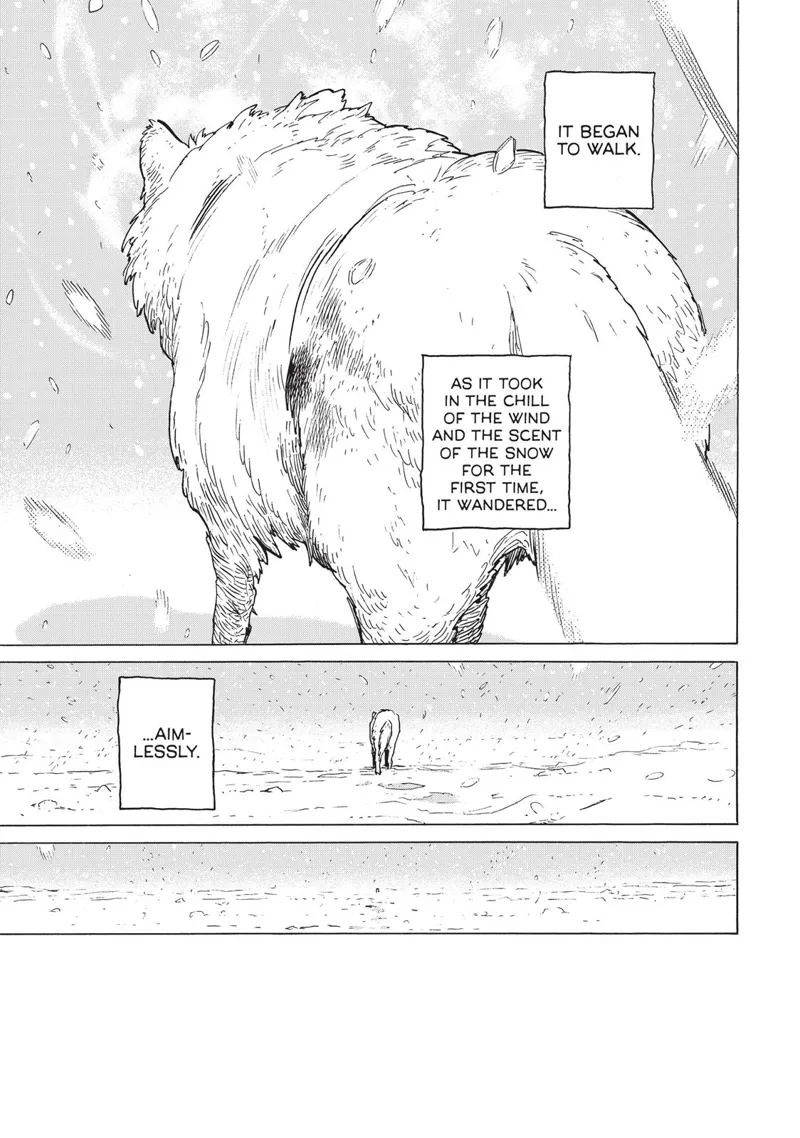 IT BEGAN
TO WALK.
AS IT TOOK
IN THE CHILL
OF THE WIND
AND THE SCENT
OF THE SNOW
FOR THE
FIRST TIME,
IT WANDERED...
...AIM-
LESSLY.